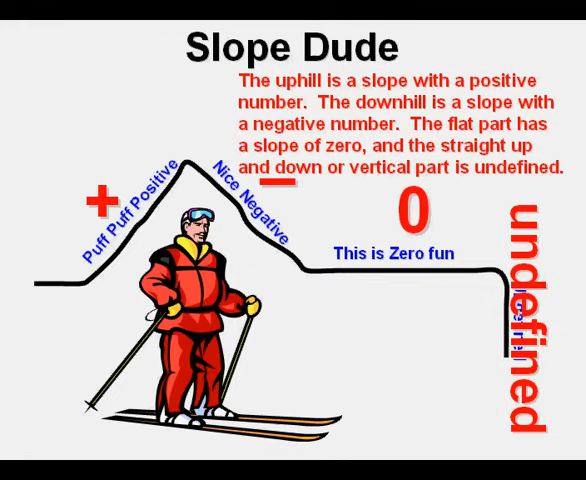 Slope Dude
The uphill is a slope with a positive
number. The downhill is a slope with
a negative number. The flat part has
a slope of zero, and the straight up
and down or vertical part is undefined.
+
Puff Puff Positive
Nice Negative
−
0
This is Zero fun
undefined